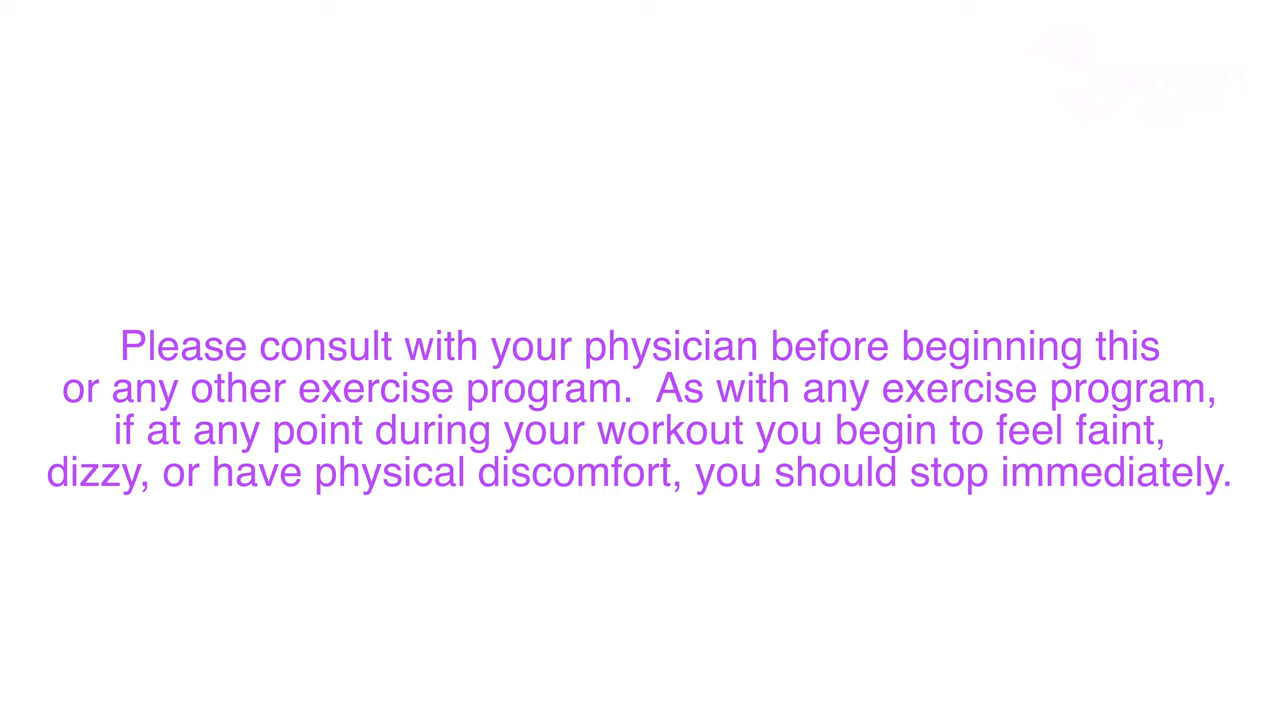 Please consult with your physician before beginning this
or any other exercise program.  As with any exercise program,
if at any point during your workout you begin to feel faint,
dizzy, or have physical discomfort, you should stop immediately.